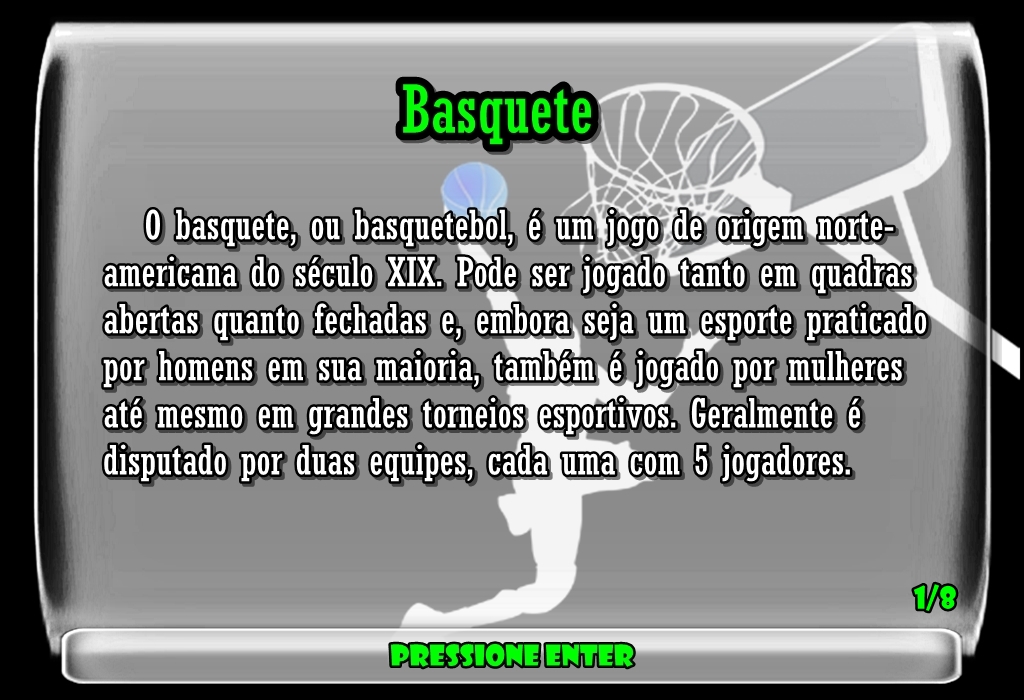 Basquete
O basquete, ou basquetebol, é um jogo de origem norte-
americana do século XIX. Pode ser jogado tanto em quadras
abertas quanto fechadas e, embora seja um esporte praticado
por homens em sua maioria, também é jogado por mulheres
até mesmo em grandes torneios esportivos. Geralmente é
disputado por duas equipes, cada uma com 5 jogadores.
1/8
PRESSIONE ENTER